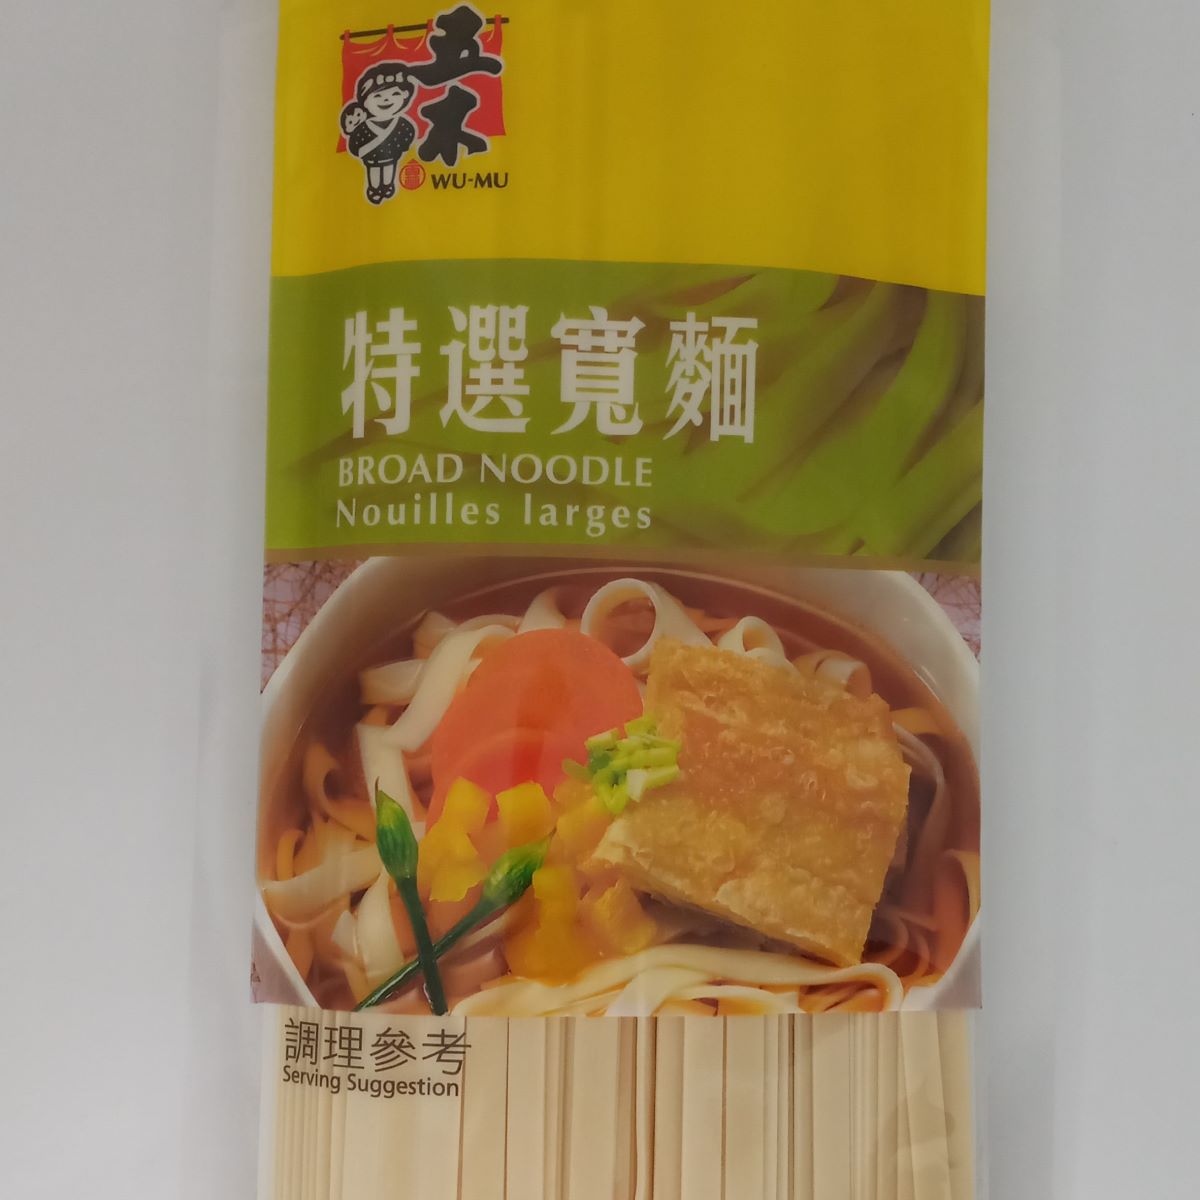 五木
WU-MU
特選寬麵
BROAD NOODLE
Nouilles larges
調理參考
Serving Suggestion